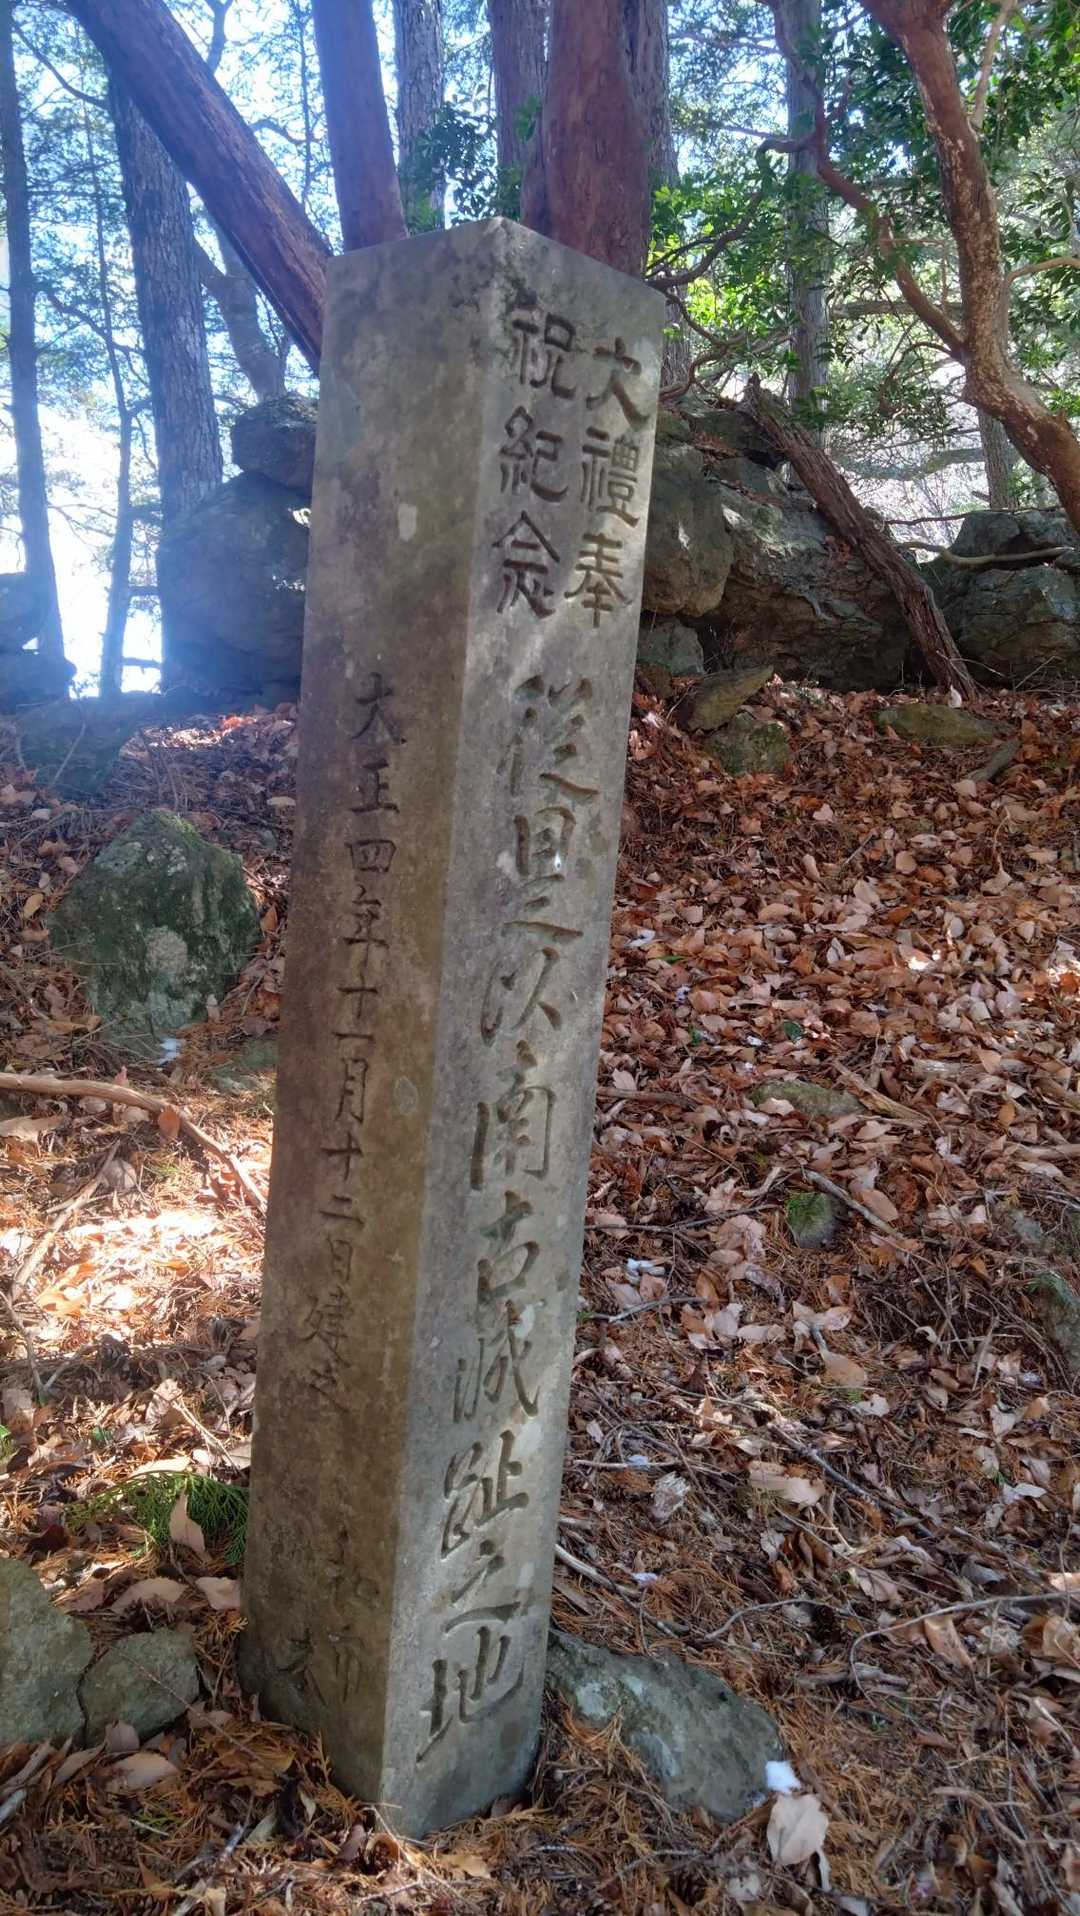 大禮奉
祝紀念
從是以南古城趾之地
大正四年十一月十二日建之